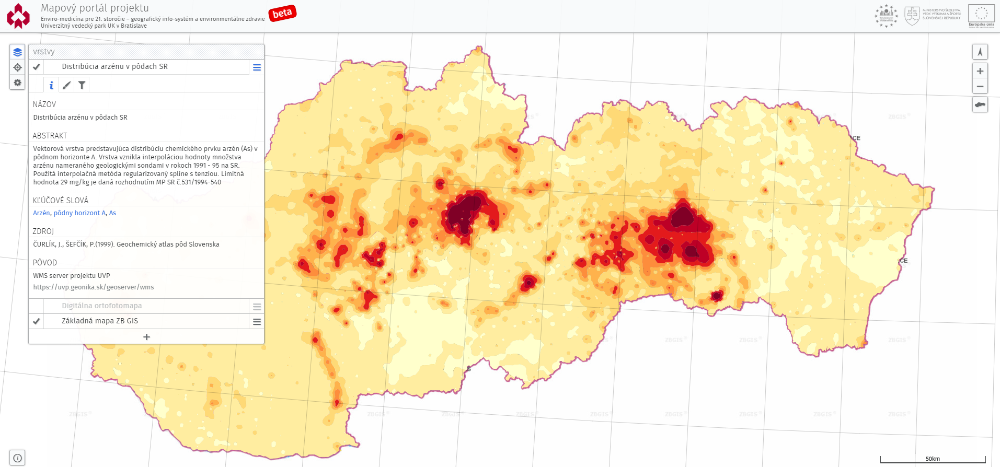 Mapový portál projektu
beta
Enviro-medicína pre 21. storočie – geografický info-systém a environmentálne zdravie
Univerzitný vedecký park UK v Bratislave
MINISTERSTVO ŠKOLSTVA,
VEDY, VÝSKUMU A ŠPORTU
SLOVENSKEJ REPUBLIKY
Európska únia
vrstvy
Distribúcia arzénu v pôdach SR
NÁZOV
Distribúcia arzénu v pôdach SR
ABSTRAKT
Vektorová vrstva predstavujúca distribúciu chemického prvku arzén (As) v
pôdnom horizonte A. Vrstva vznikla interpoláciou hodnoty množstva
arzénu nameraného geologickými sondami v rokoch 1991 - 95 na SR.
Použitá interpolačná metóda regularizovaný spline s tenziou. Limitná
hodnota 29 mg/kg je daná rozhodnutím MP SR č.531/1994-540
KĽÚČOVÉ SLOVÁ
Arzén, pôdny horizont A, As
ZDROJ
ČURLÍK, J., ŠEFČÍK, P.(1999). Geochemický atlas pôd Slovenska
PÔVOD
WMS server projektu UVP
https://uvp.geonika.sk/geoserver/wms
Digitálna ortofotomapa
Základná mapa ZB GIS
+
ZBGIS®
CE
CE
Š
ZBGIS®
ZBGIS®
ZBGIS®
ZBGIS®
ZBGIS®
ZBGIS®
ZBGIS®
ZBGIS®
ZBGIS®
ZBGIS®
ZBGIS®
ZBGIS®
50km